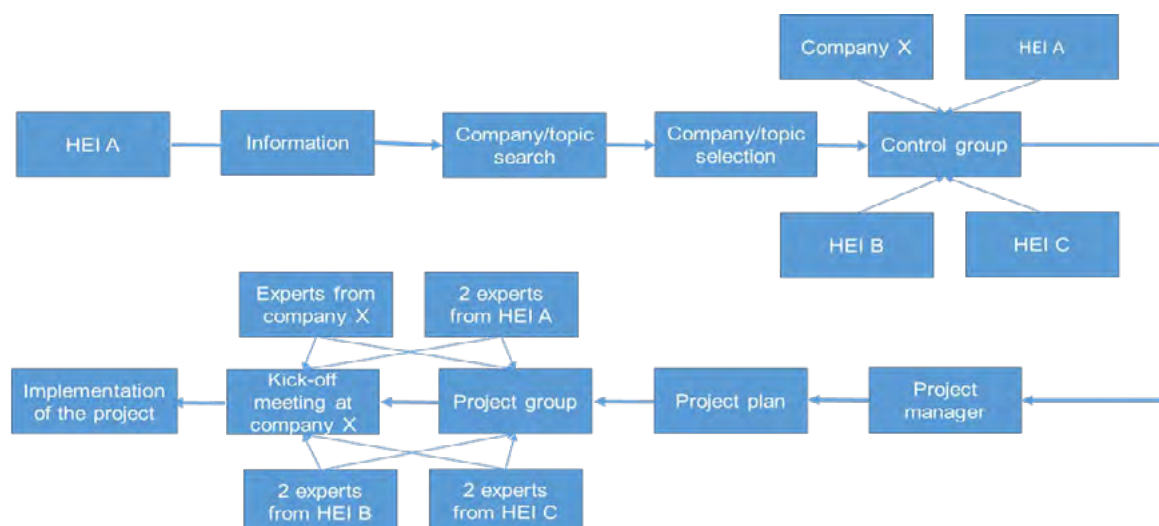 Company X
HEI A
HEI A
Information
Company/topic
search
Company/topic
selection
Control group
HEI B
HEI C
Experts from
company X
2 experts
from HEI A
Implementation
of the project
Kick-off
meeting at
company X
Project group
Project plan
Project
manager
2 experts
from HEI B
2 experts
from HEI C